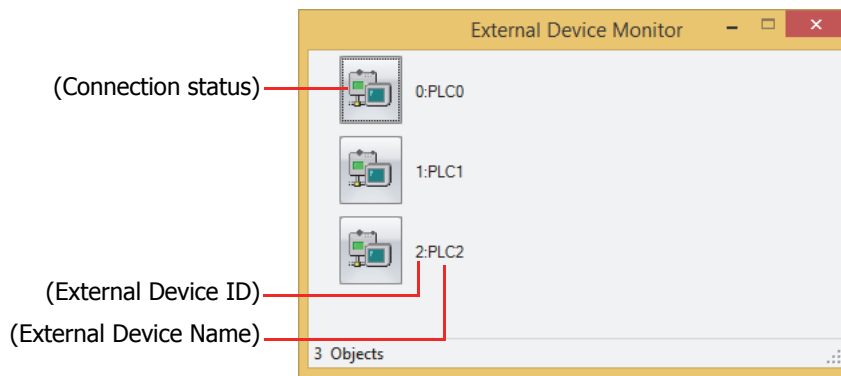 External Device Monitor
(Connection status)
0:PLC0
1:PLC1
2:PLC2
(External Device ID)
(External Device Name)
3 Objects